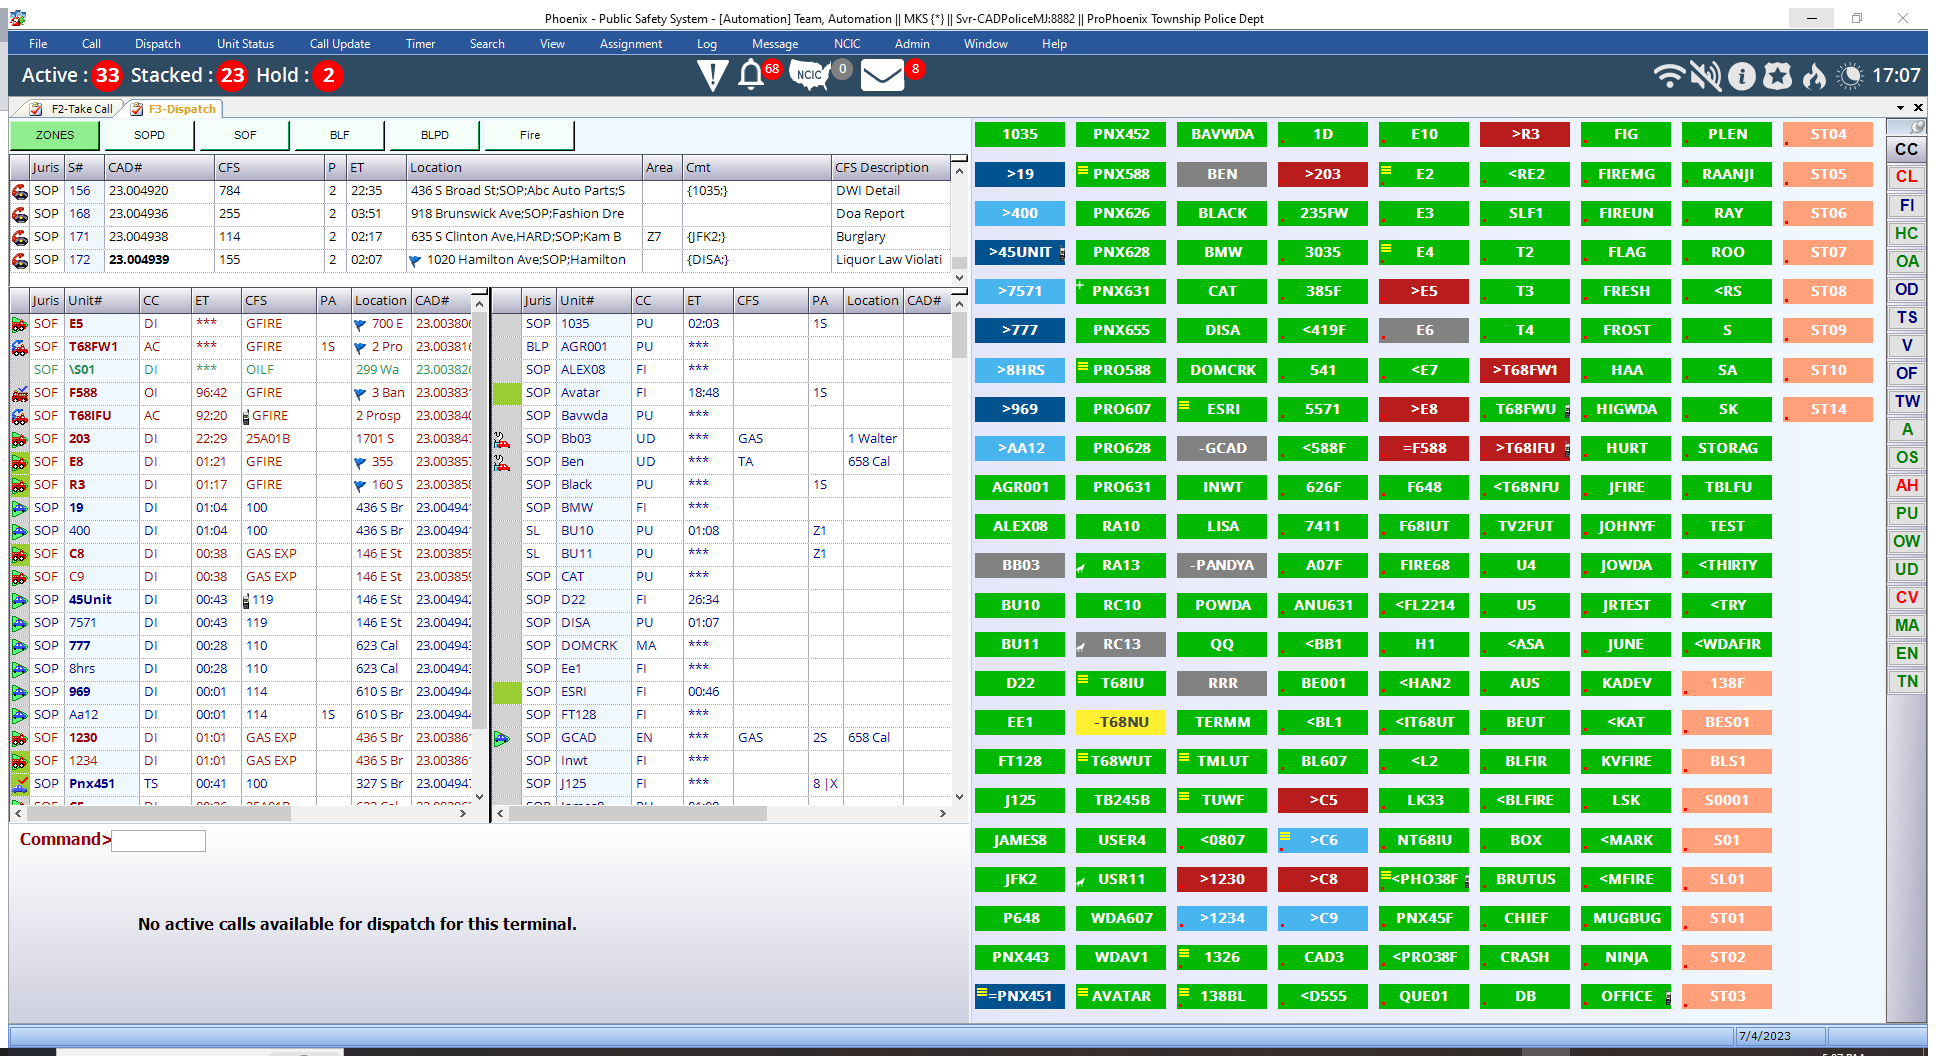 Phoenix - Public Safety System - [Automation] Team, Automation || MKS {*} || Svr-CADPoliceMJ:8882 || ProPhoenix Township Police Dept
File Call Dispatch Unit Status Call Update Timer Search View Assignment Log Message NCIC Admin Window Help
Active : 33 Stacked : 23 Hold : 2 68 NCIC 0 8 17:07
F2-Take Call F3-Dispatch
ZONES SOPD SOF BLF BLPD Fire
Juris S# CAD# CFS P ET Location Area Cmt CFS Description
SOP 156 23.004920 784 2 22:35 436 S Broad St;SOP;Abc Auto Parts;S {1035;} DWI Detail
SOP 168 23.004936 255 2 03:51 918 Brunswick Ave;SOP;Fashion Dre Doa Report
SOP 171 23.004938 114 2 02:17 635 S Clinton Ave,HARD;SOP;Kam B Z7 {JFK2;} Burglary
SOP 172 23.004939 155 2 02:07 1020 Hamilton Ave;SOP;Hamilton {DISA;} Liquor Law Violati
Juris Unit# CC ET CFS PA Location CAD#
SOF E5 DI *** GFIRE 700 E 23.003806
SOF T68FW1 AC *** GFIRE 1S 2 Pro 23.003816
SOF \S01 DI *** OILF 299 Wa 23.003826
SOF F588 OI 96:42 GFIRE 3 Ban 23.003831
SOF T68IFU AC 92:20 GFIRE 2 Prosp 23.003840
SOF 203 DI 22:29 25A01B 1701 S 23.003847
SOF E8 DI 01:21 GFIRE 355 23.003857
SOF R3 DI 01:17 GFIRE 160 S 23.003858
SOP 19 DI 01:04 100 436 S Br 23.00494
SOP 400 DI 01:04 100 436 S Br 23.00494
SOF C8 DI 00:38 GAS EXP 146 E St 23.003859
SOF C9 DI 00:38 GAS EXP 146 E St 23.003859
SOP 45Unit DI 00:43 119 146 E St 23.004942
SOP 7571 DI 00:43 119 146 E St 23.004942
SOP 777 DI 00:28 110 623 Cal 23.004943
SOP 8hrs DI 00:28 110 623 Cal 23.004943
SOP 969 DI 00:01 114 610 S Br 23.004944
SOP Aa12 DI 00:01 114 1S 610 S Br 23.004944
SOF 1230 DI 01:01 GAS EXP 436 S Br 23.00386
SOF 1234 DI 01:01 GAS EXP 436 S Br 23.00386
SOP Pnx451 TS 00:41 100 327 S Br 23.004947
Juris Unit# CC ET CFS PA Location CAD#
SOP 1035 PU 02:03 1S
BLP AGR001 PU ***
SOP ALEX08 FI ***
SOP Avatar FI 18:48 1S
SOP Bavwda PU ***
SOP Bb03 UD *** GAS 1 Walter
SOP Ben UD *** TA 658 Cal
SOP Black PU *** 1S
SOP BMW FI ***
SL BU10 PU 01:08 Z1
SL BU11 PU *** Z1
SOP CAT PU ***
SOP D22 FI 26:34
SOP DISA PU 01:07
SOP DOMCRK MA ***
SOP Ee1 FI ***
SOP ESRI FI 00:46
SOP FT128 FI ***
SOP GCAD EN *** GAS 2S 658 Cal
SOP Inwt FI ***
SOP J125 FI *** 8 |X
Command>
No active calls available for dispatch for this terminal.
1035 PNX452 BAVWDA 1D E10 >R3 FIG PLEN ST04
>19 PNX588 BEN >203 E2 <RE2 FIREMG RAANJI ST05
>400 PNX626 BLACK 235FW E3 SLF1 FIREUN RAY ST06
>45UNIT PNX628 BMW 3035 E4 T2 FLAG ROO ST07
>7571 PNX631 CAT 385F >E5 T3 FRESH <RS ST08
>777 PNX655 DISA <419F E6 T4 FROST S ST09
>8HRS PRO588 DOMCRK 541 <E7 >T68FW1 HAA SA ST10
>969 PRO607 ESRI 5571 >E8 T68FWU HIGWDA SK ST14
>AA12 PRO628 -GCAD <588F =F588 >T68IFU HURT STORAG
AGR001 PRO631 INWT 626F F648 <T68NFU JFIRE TBLFU
ALEX08 RA10 LISA 7411 F68IUT TV2FUT JOHNYF TEST
BB03 RA13 -PANDYA A07F FIRE68 U4 JOWDA <THIRTY
BU10 RC10 POWDA ANU631 <FL2214 U5 JRTEST <TRY
BU11 RC13 QQ <BB1 H1 <ASA JUNE <WDAFIR
D22 T68IU RRR BE001 <HAN2 AUS KADEV 138F
EE1 -T68NU TERMM <BL1 <IT68UT BEUT <KAT BES01
FT128 T68WUT TMLUT BL607 <L2 BLFIR KVFIRE BLS1
J125 TB245B TUWF >C5 LK33 <BLFIRE LSK S0001
JAMES8 USER4 <0807 >C6 NT68IU BOX <MARK S01
JFK2 USR11 >1230 >C8 <PHO38F BRUTUS <MFIRE SL01
P648 WDA607 >1234 >C9 PNX45F CHIEF MUGBUG ST01
PNX443 WDAV1 1326 CAD3 <PRO38F CRASH NINJA ST02
=PNX451 AVATAR 138BL <D555 QUE01 DB OFFICE ST03
CC
CL
FI
HC
OA
OD
TS
V
OF
TW
A
OS
AH
PU
OW
UD
CV
MA
EN
TN
7/4/2023